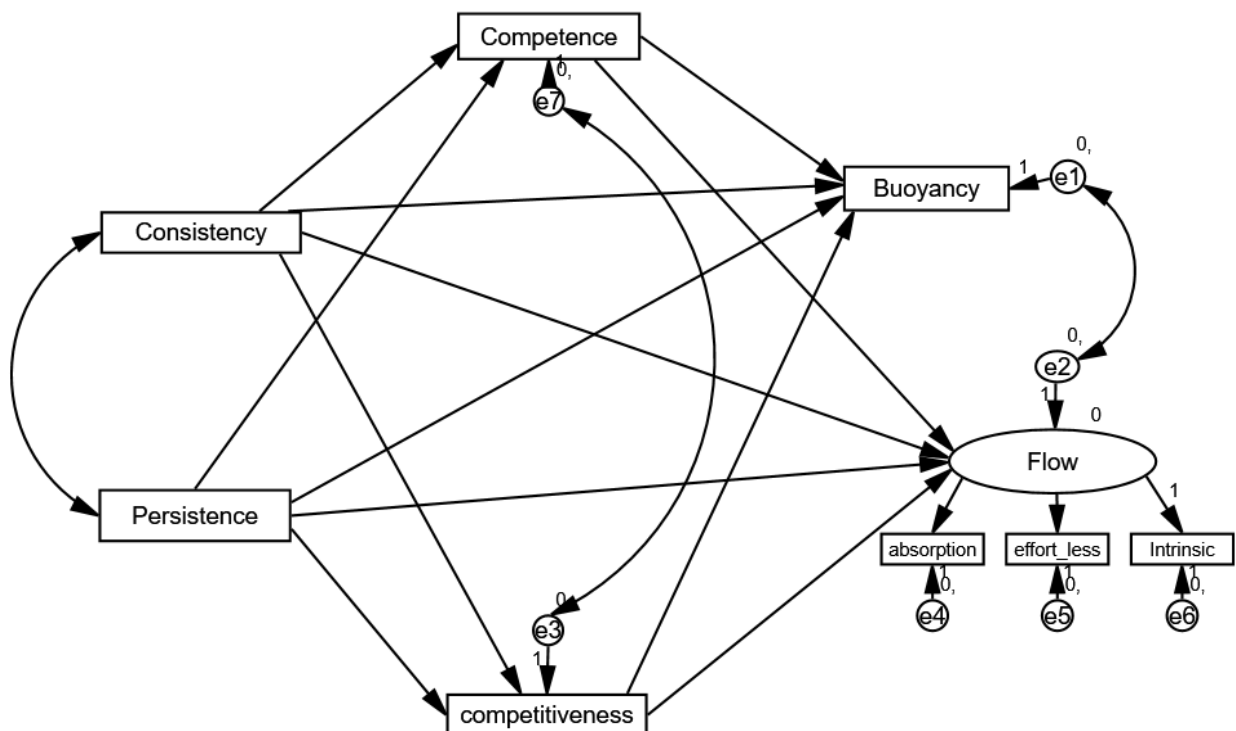 Competence
1
0,
e7
0,
1
e1
Buoyancy
Consistency
0,
e2
1
0
Flow
1
Persistence
absorption
effort_less
Intrinsic
1
0,
1
0,
1
0,
e4
e5
e6
0,
e3
1
competitiveness